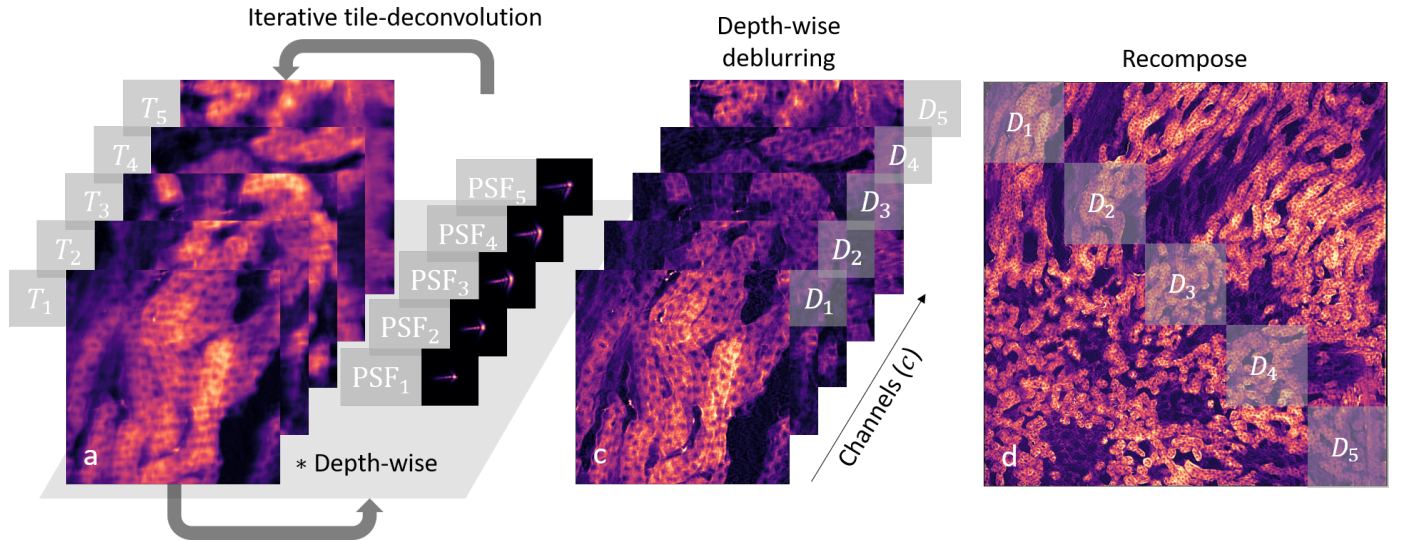 Iterative tile-deconvolution
Depth-wise
deblurring
Recompose
T₅
T₄
T₃
T₂
T₁
PSF₅
PSF₄
PSF₃
PSF₂
PSF₁
D₅
D₄
D₃
D₂
D₁
D₁
D₂
D₃
D₄
D₅
a
∗ Depth-wise
c
Channels (c)
d